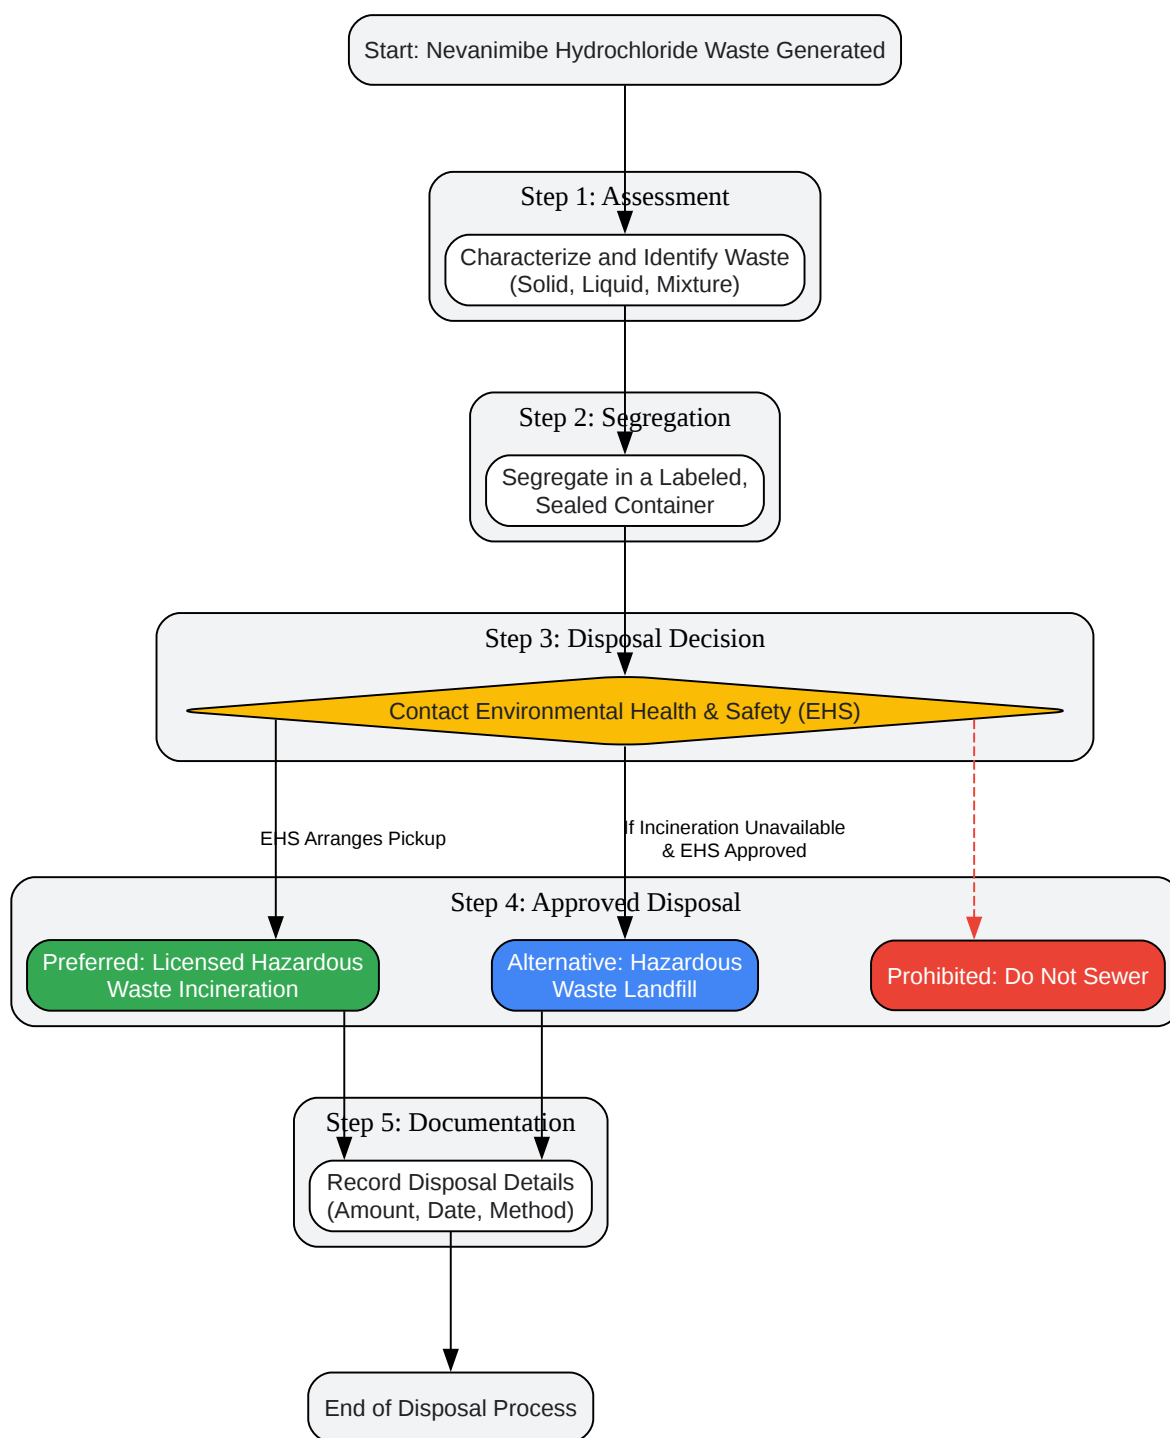 Start: Nevanimibe Hydrochloride Waste Generated
Step 1: Assessment
Characterize and Identify Waste
(Solid, Liquid, Mixture)
Step 2: Segregation
Segregate in a Labeled,
Sealed Container
Step 3: Disposal Decision
Contact Environmental Health & Safety (EHS)
EHS Arranges Pickup
If Incineration Unavailable
& EHS Approved
Step 4: Approved Disposal
Preferred: Licensed Hazardous
Waste Incineration
Alternative: Hazardous
Waste Landfill
Prohibited: Do Not Sewer
Step 5: Documentation
Record Disposal Details
(Amount, Date, Method)
End of Disposal Process